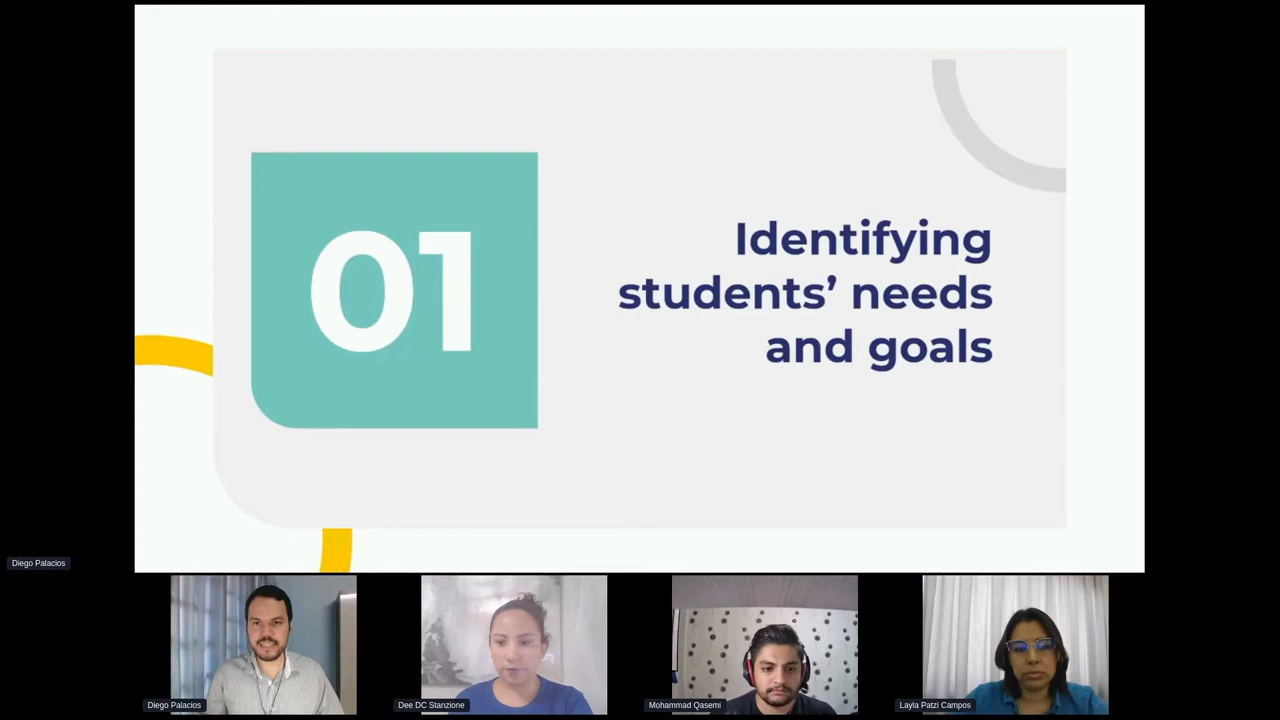 01
Identifying
students’ needs
and goals
Diego Palacios
Diego Palacios
Dee DC Stanzione
Mohammad Qasemi
Layla Patzi Campos